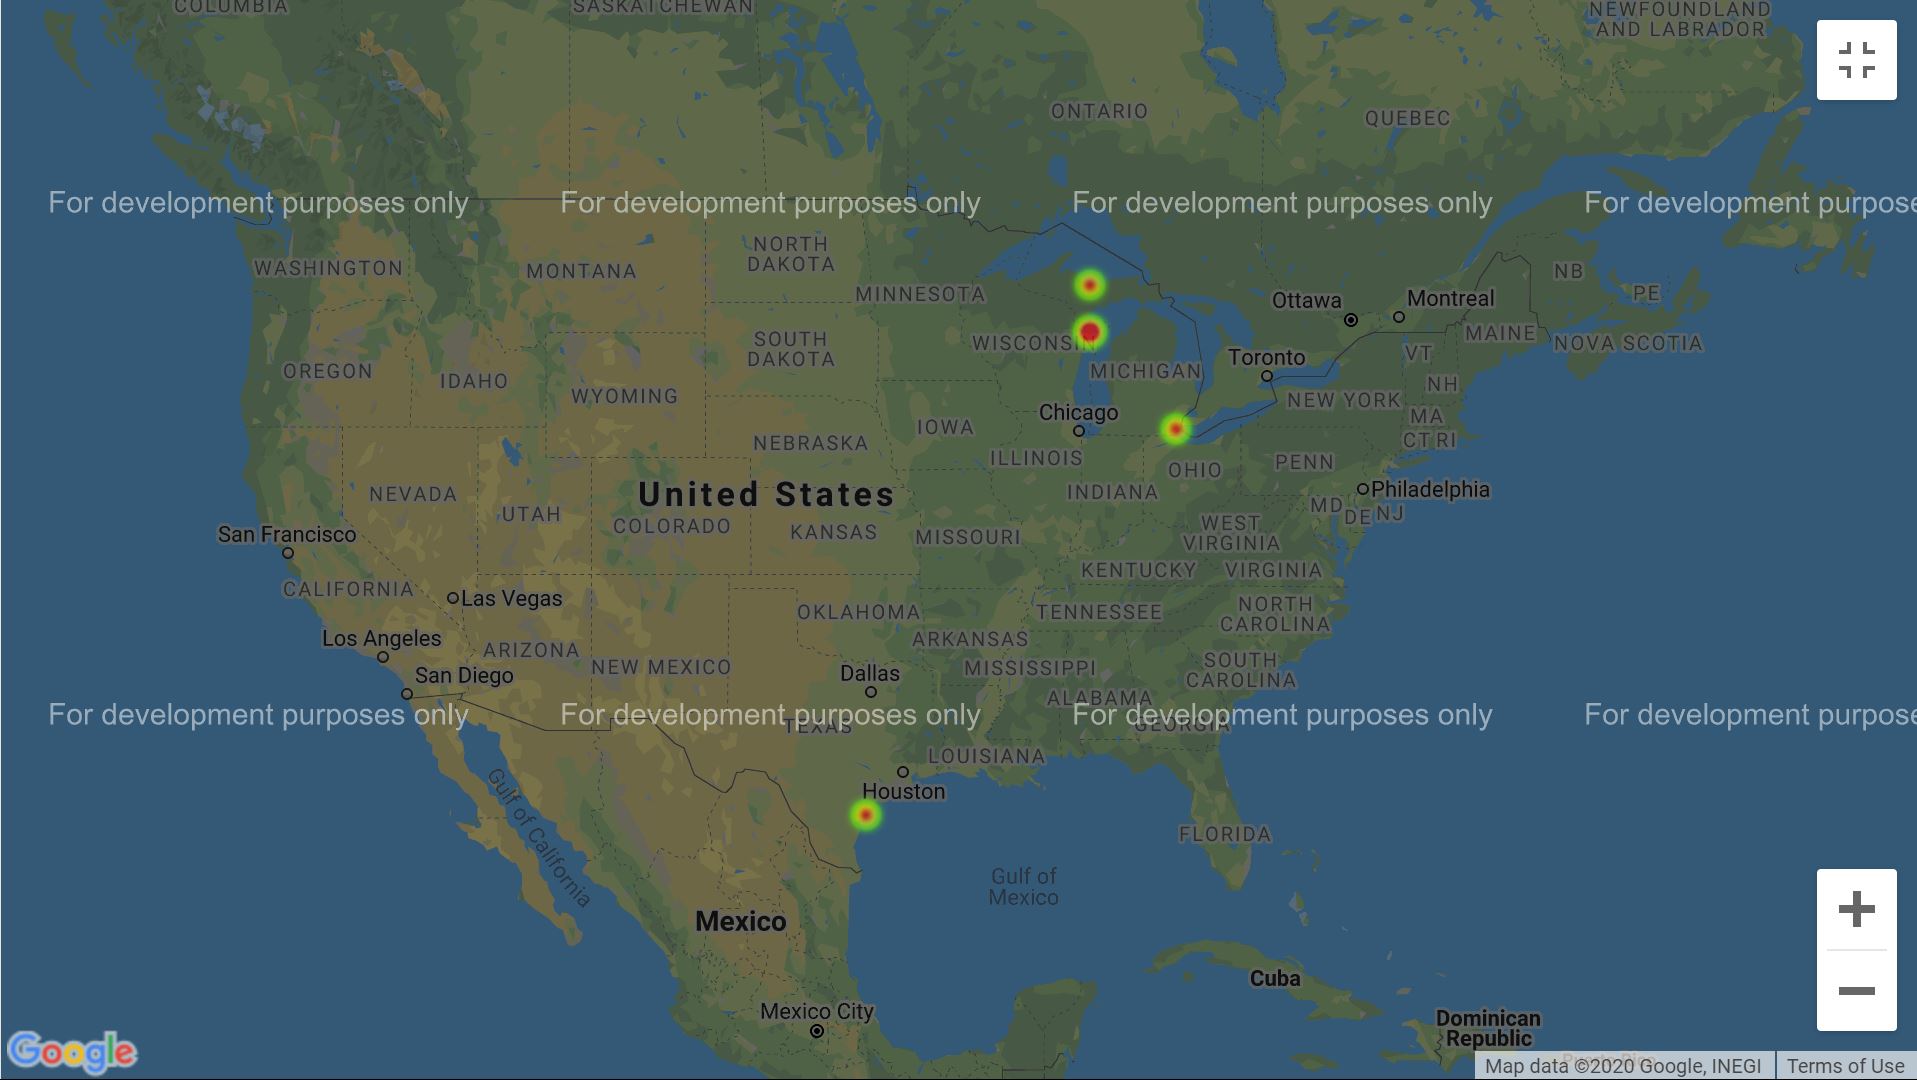 COLUMBIA
SASKATCHEWAN
NEWFOUNDLAND
AND LABRADOR
ONTARIO
QUEBEC
For development purposes only
For development purposes only
For development purposes only
For development purpose
NORTH
DAKOTA
WASHINGTON
MONTANA
MINNESOTA
NB
PE
Ottawa
Montreal
MAINE
NOVA SCOTIA
SOUTH
DAKOTA
WISCONSIN
MICHIGAN
Toronto
VT
NH
OREGON
IDAHO
WYOMING
NEW YORK
MA
CT RI
Chicago
IOWA
NEBRASKA
ILLINOIS
OHIO
PENN
INDIANA
NEVADA
United States
Philadelphia
MD
DE
NJ
UTAH
COLORADO
KANSAS
MISSOURI
WEST
VIRGINIA
San Francisco
KENTUCKY
VIRGINIA
CALIFORNIA
Las Vegas
OKLAHOMA
TENNESSEE
NORTH
CAROLINA
Los Angeles
ARIZONA
NEW MEXICO
ARKANSAS
MISSISSIPPI
SOUTH
CAROLINA
San Diego
Dallas
ALABAMA
For development purposes only
For development purposes only
For development purposes only
For development purpose
TEXAS
GEORGIA
LOUISIANA
Houston
Gulf of California
FLORIDA
Gulf of
Mexico
Mexico
Cuba
Mexico City
Dominican
Republic
Puerto Rico
Google
Map data ©2020 Google, INEGI
Terms of Use